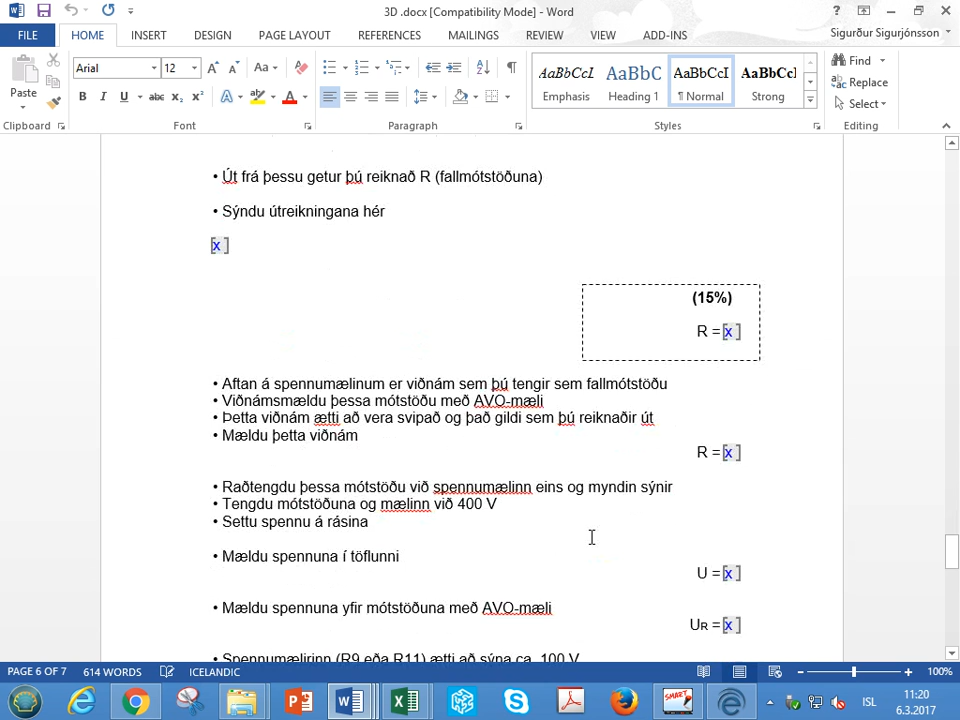 3D .docx [Compatibility Mode] - Word
?
FILE
HOME
INSERT
DESIGN
PAGE LAYOUT
REFERENCES
MAILINGS
REVIEW
VIEW
ADD-INS
Sigurður Sigurjónsson
Paste
Arial
12
Aa
B I U abc x₂ x²
A
A
AaBbCcI
AaBbC
AaBbCcI
AaBbCcI
Emphasis
Heading 1
¶ Normal
Strong
Find
Replace
Select
Clipboard
Font
Paragraph
Styles
Editing
• Út frá þessu getur þú reiknað R (fallmótstöðuna)
• Sýndu útreikningana hér
[x ]
(15%)
R = [x ]
• Aftan á spennumælinum er viðnám sem þú tengir sem fallmótstöðu
• Viðnámsmældu þessa mótstöðu með AVO-mæli
• Þetta viðnám ætti að vera svipað og það gildi sem þú reiknaðir út
• Mældu þetta viðnám
R = [x ]
• Raðtengdu þessa mótstöðu við spennumælinn eins og myndin sýnir
• Tengdu mótstöðuna og mælinn við 400 V
• Settu spennu á rásina
• Mældu spennuna í töflunni
U = [x ]
• Mældu spennuna yfir mótstöðuna með AVO-mæli
UR = [x ]
• Spennumælirinn (R9 eða R11) ætti að sýna ca. 100 V
PAGE 6 OF 7
614 WORDS
ICELANDIC
100%
SMART
ISL
11:20
6.3.2017